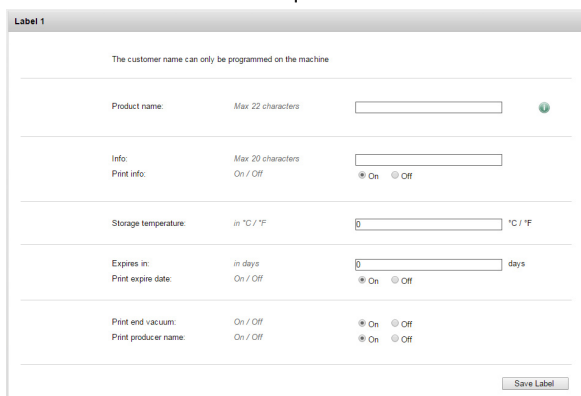 Label 1
The customer name can only be programmed on the machine
Product name: Max 22 characters
Info: Max 20 characters
Print info: On / Off On Off
Storage temperature: in °C / °F 0 °C / °F
Expires in: in days 0 days
Print expire date: On / Off On Off
Print end vacuum: On / Off On Off
Print producer name: On / Off On Off
Save Label